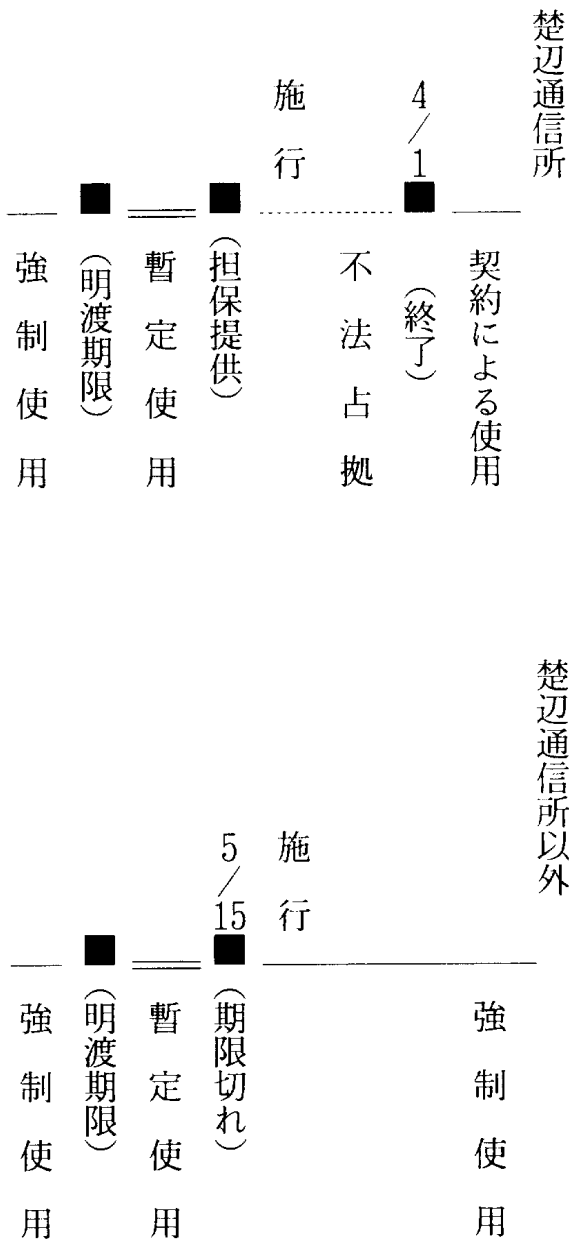 楚辺通信所
契約による使用
4/1
(終了)
不法占拠
施行
(担保提供)
暫定使用
(明渡期限)
強制使用
楚辺通信所以外
強制使用
施行
5/15
(期限切れ)
暫定使用
(明渡期限)
強制使用